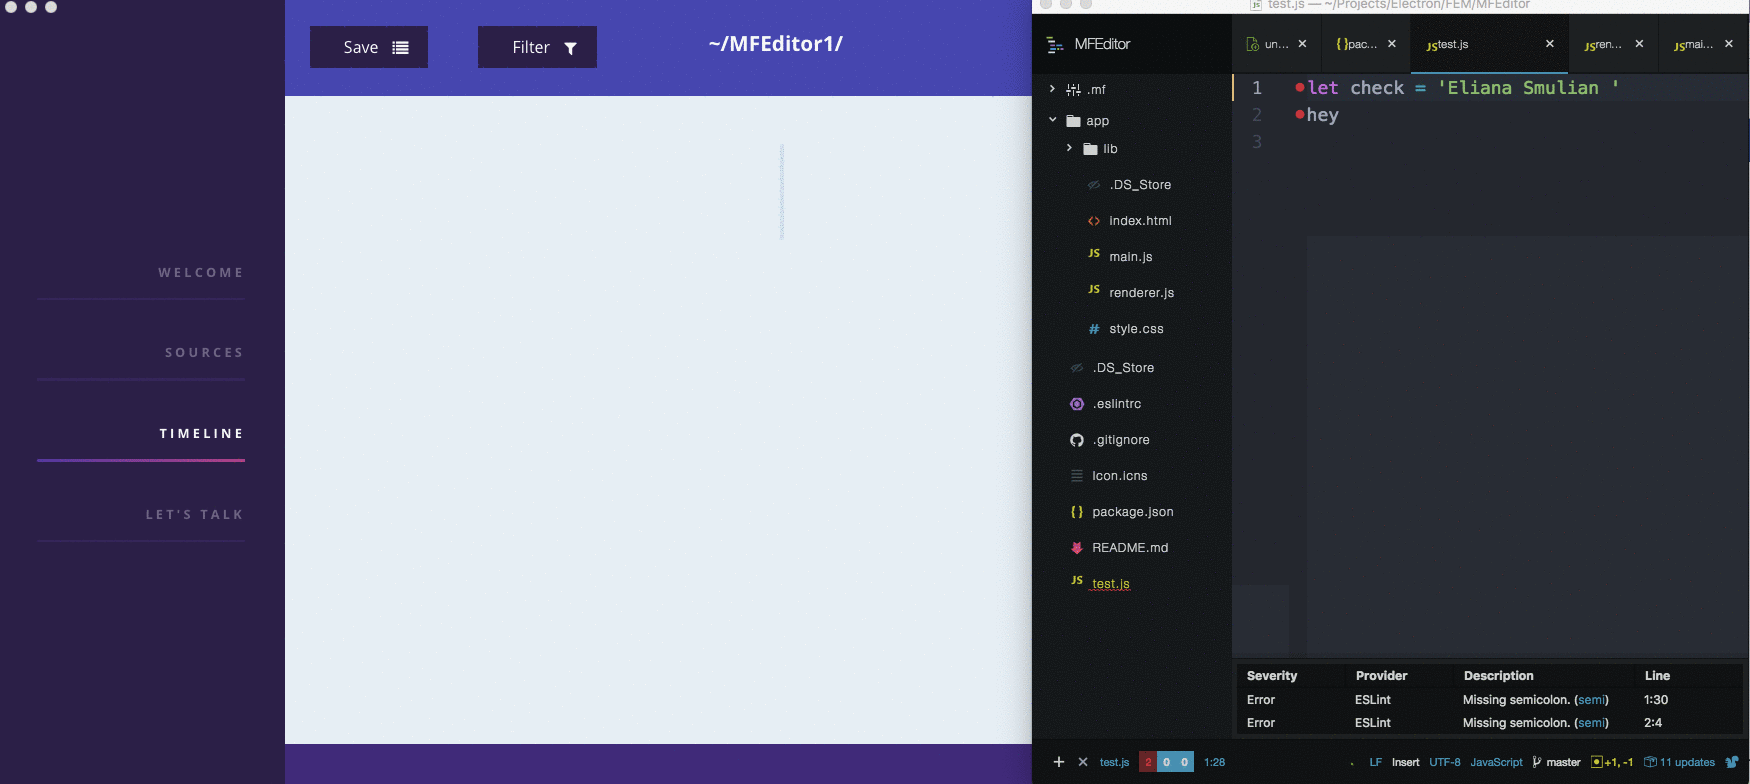 Save
Filter
~/MFEditor1/
WELCOME
SOURCES
TIMELINE
LET'S TALK
test.js — ~/Projects/Electron/FEM/MFEditor
MFEditor
un...
pac...
test.js
ren...
mai...
.mf
app
lib
.DS_Store
index.html
JS main.js
JS renderer.js
# style.css
.DS_Store
.eslintrc
.gitignore
Icon.icns
{} package.json
README.md
JS test.js
1 let check = 'Eliana Smulian '
2 hey
3
Severity Provider Description Line
Error ESLint Missing semicolon. (semi) 1:30
Error ESLint Missing semicolon. (semi) 2:4
+ × test.js 2 0 0 1:28 LF Insert UTF-8 JavaScript master +1, -1 11 updates